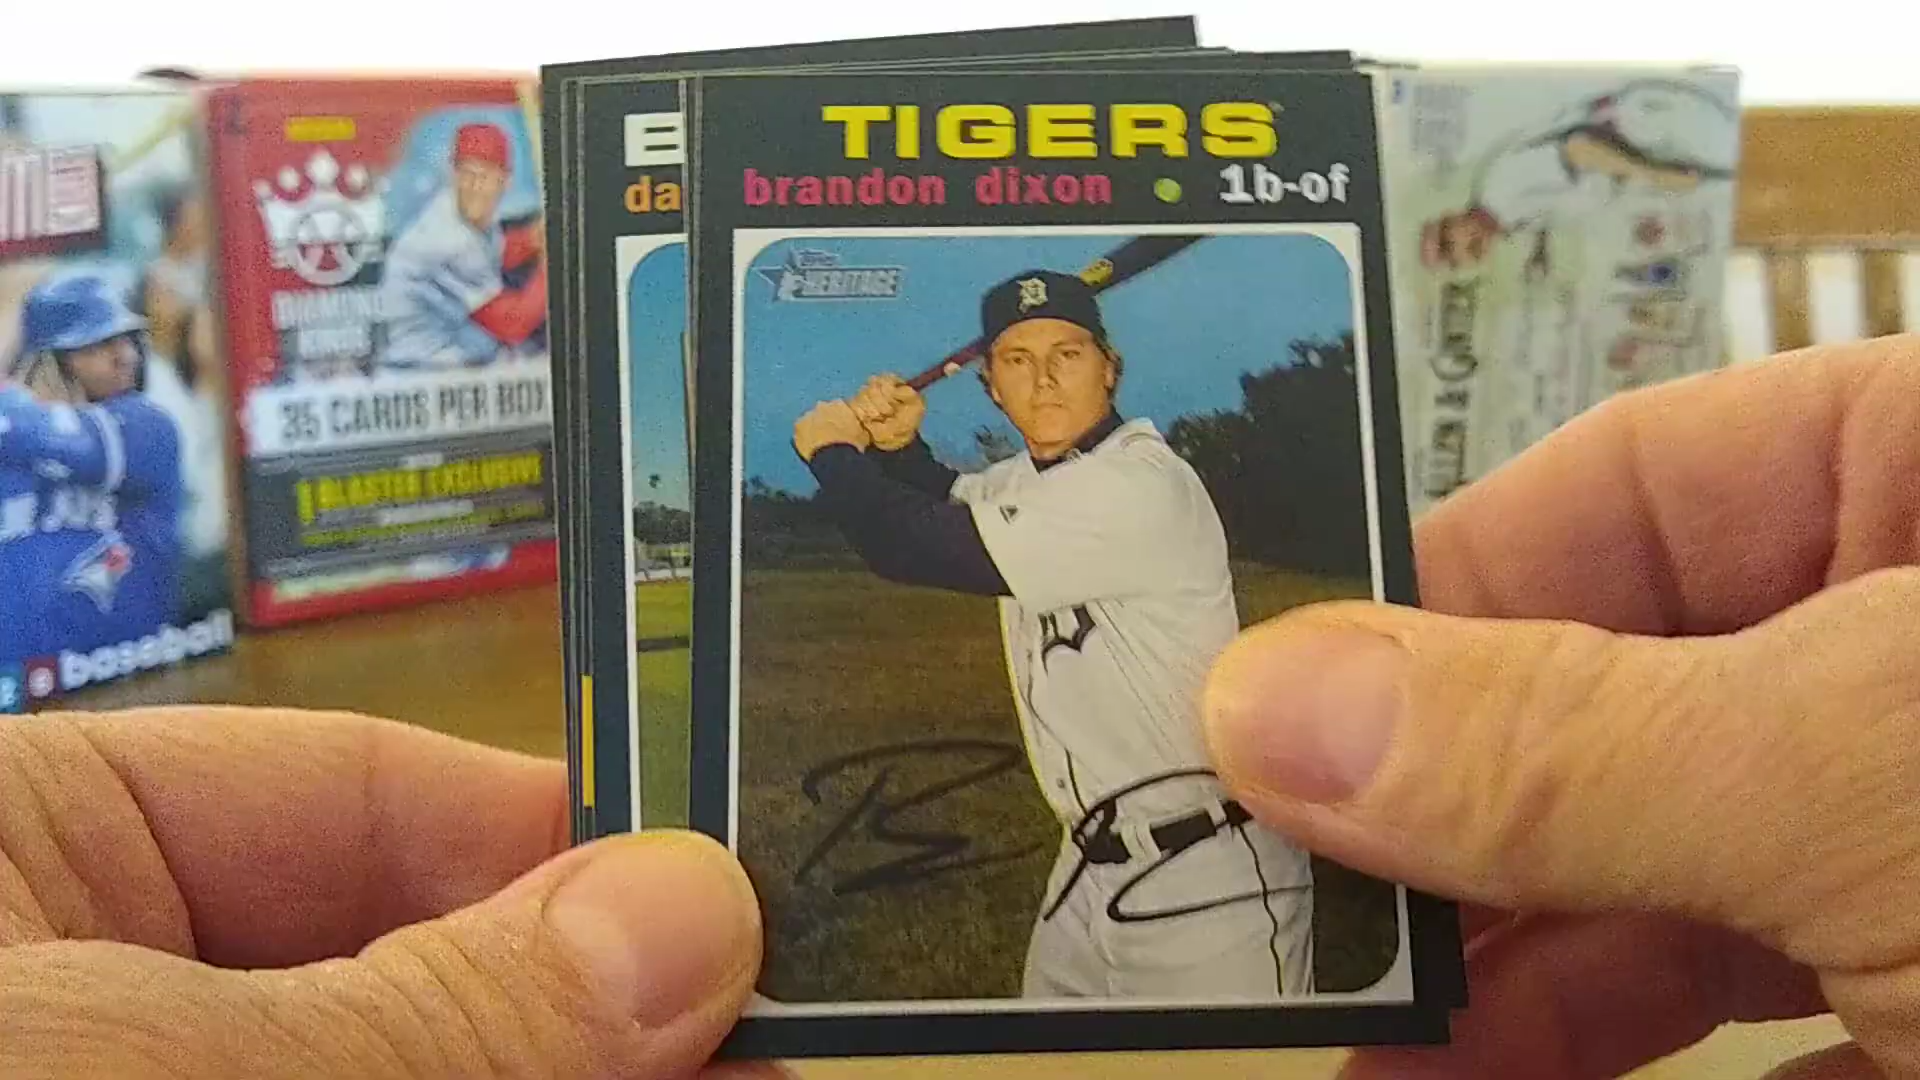 TIGERS
brandon dixon • 1b-of
Topps
HERITAGE
B
da
DIAMOND
KINGS
35 CARDS PER BOX
BLASTER EXCLUSIVE
baseball